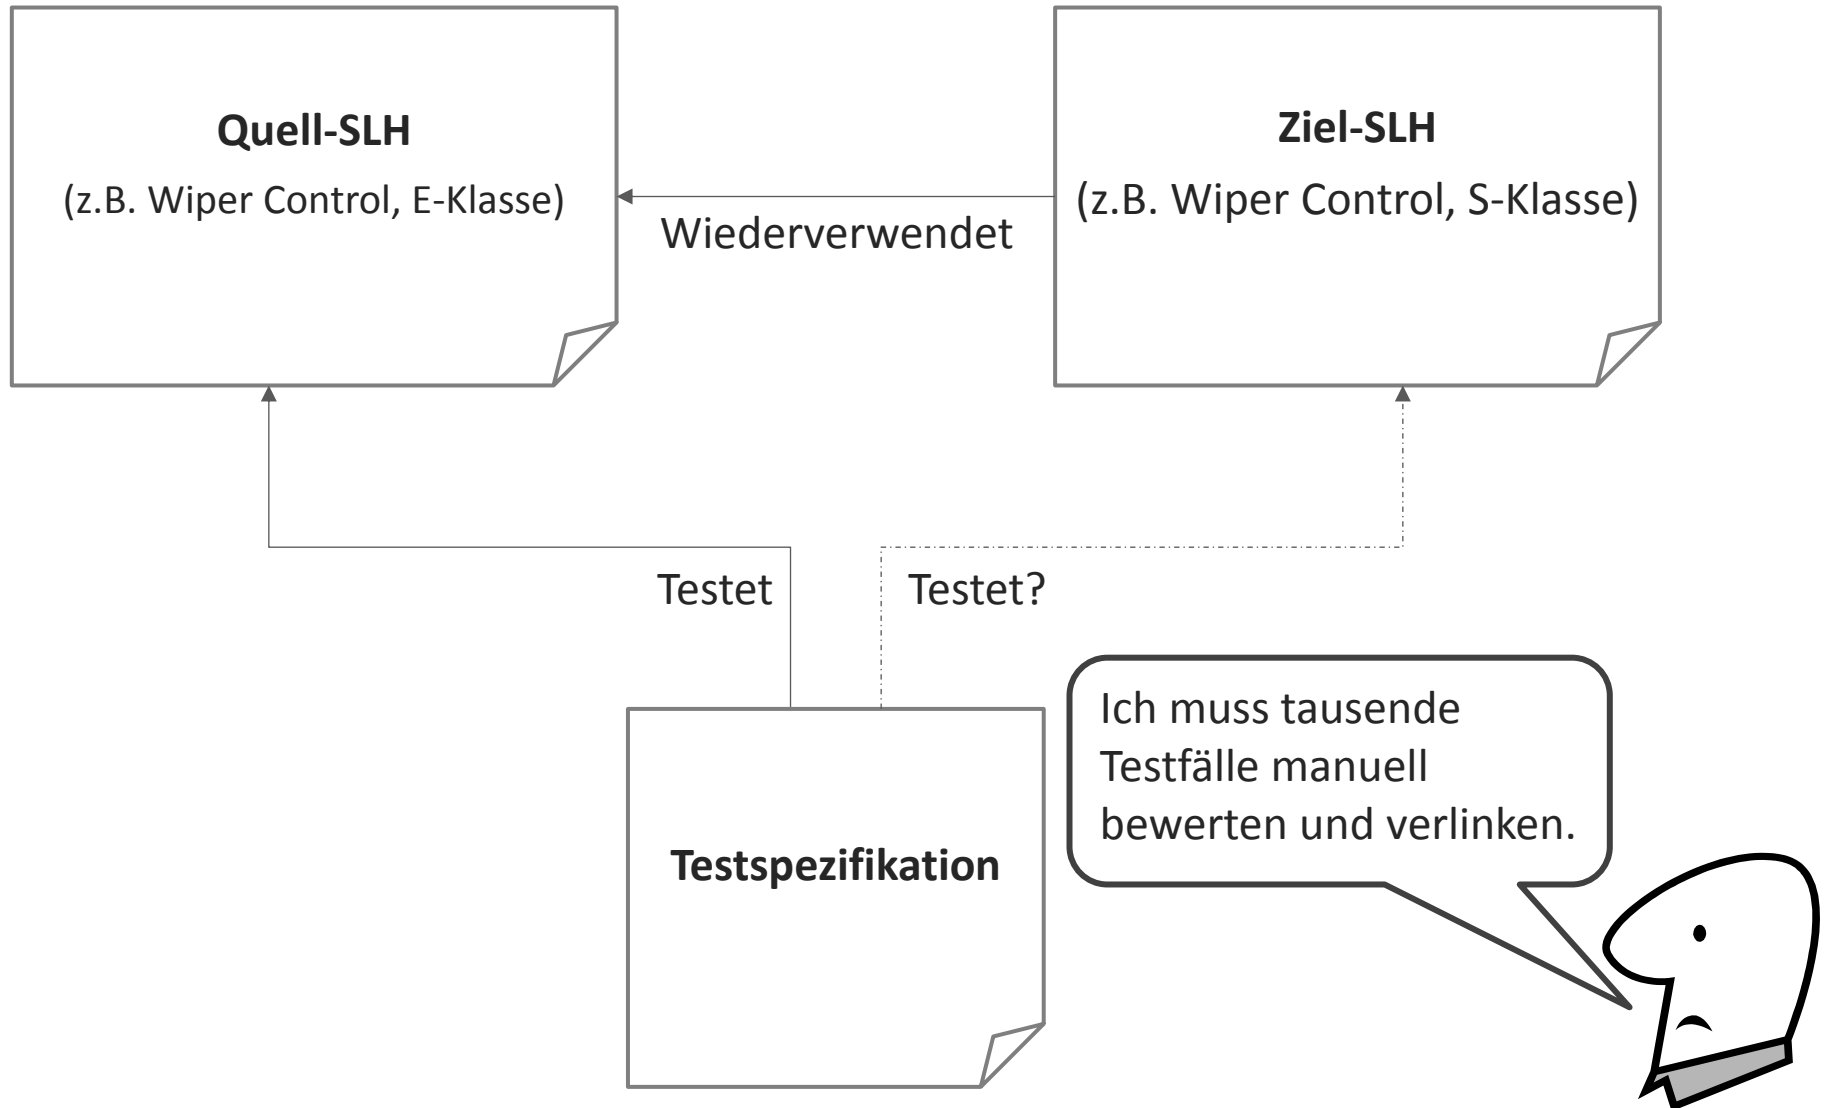 Quell-SLH
(z.B. Wiper Control, E-Klasse)
Ziel-SLH
(z.B. Wiper Control, S-Klasse)
Wiederverwendet
Testet
Testet?
Ich muss tausende
Testfälle manuell
bewerten und verlinken.
Testspezifikation